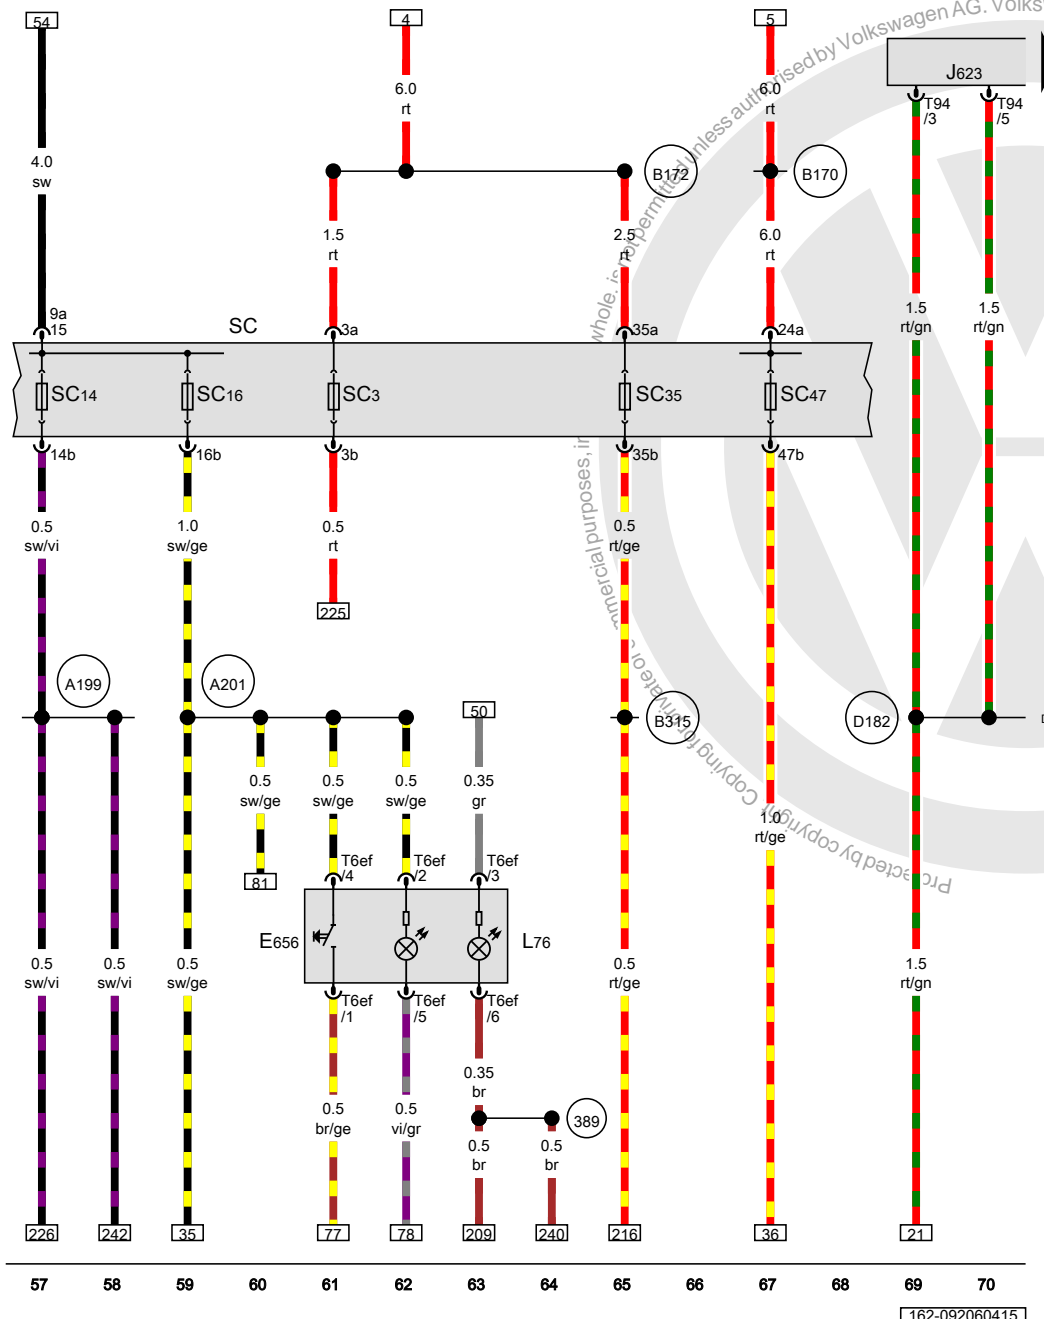 54
4
5
horised by Volkswagen AG. Volksw
J623
T94
/3
T94
/5
6.0
rt
6.0
rt
4.0
sw
B172
B170
is not permitted unless aut
1.5
rt
2.5
rt
6.0
rt
whole,
1.5
rt/gn
1.5
rt/gn
9a
15
SC
3a
35a
24a
SC14
SC16
SC3
SC35
SC47
14b
16b
3b
35b
47b
mmercial purposes, in
0.5
sw/vi
1.0
sw/ge
0.5
rt
0.5
rt/ge
225
A199
A201
50
B315
D182
Copying for private or
0.5
sw/ge
0.5
sw/ge
0.5
sw/ge
0.35
gr
1.0
rt/ge
Protected by copyright.
81
T6ef
/4
T6ef
/2
T6ef
/3
E656
L76
0.5
sw/vi
0.5
sw/vi
0.5
sw/ge
0.5
rt/ge
1.5
rt/gn
T6ef
/1
T6ef
/5
T6ef
/6
0.35
br
0.5
br/ge
0.5
vi/gr
389
0.5
br
0.5
br
226
242
35
77
78
209
240
216
36
21
57 58 59 60 61 62 63 64 65 66 67 68 69 70
162-092060415